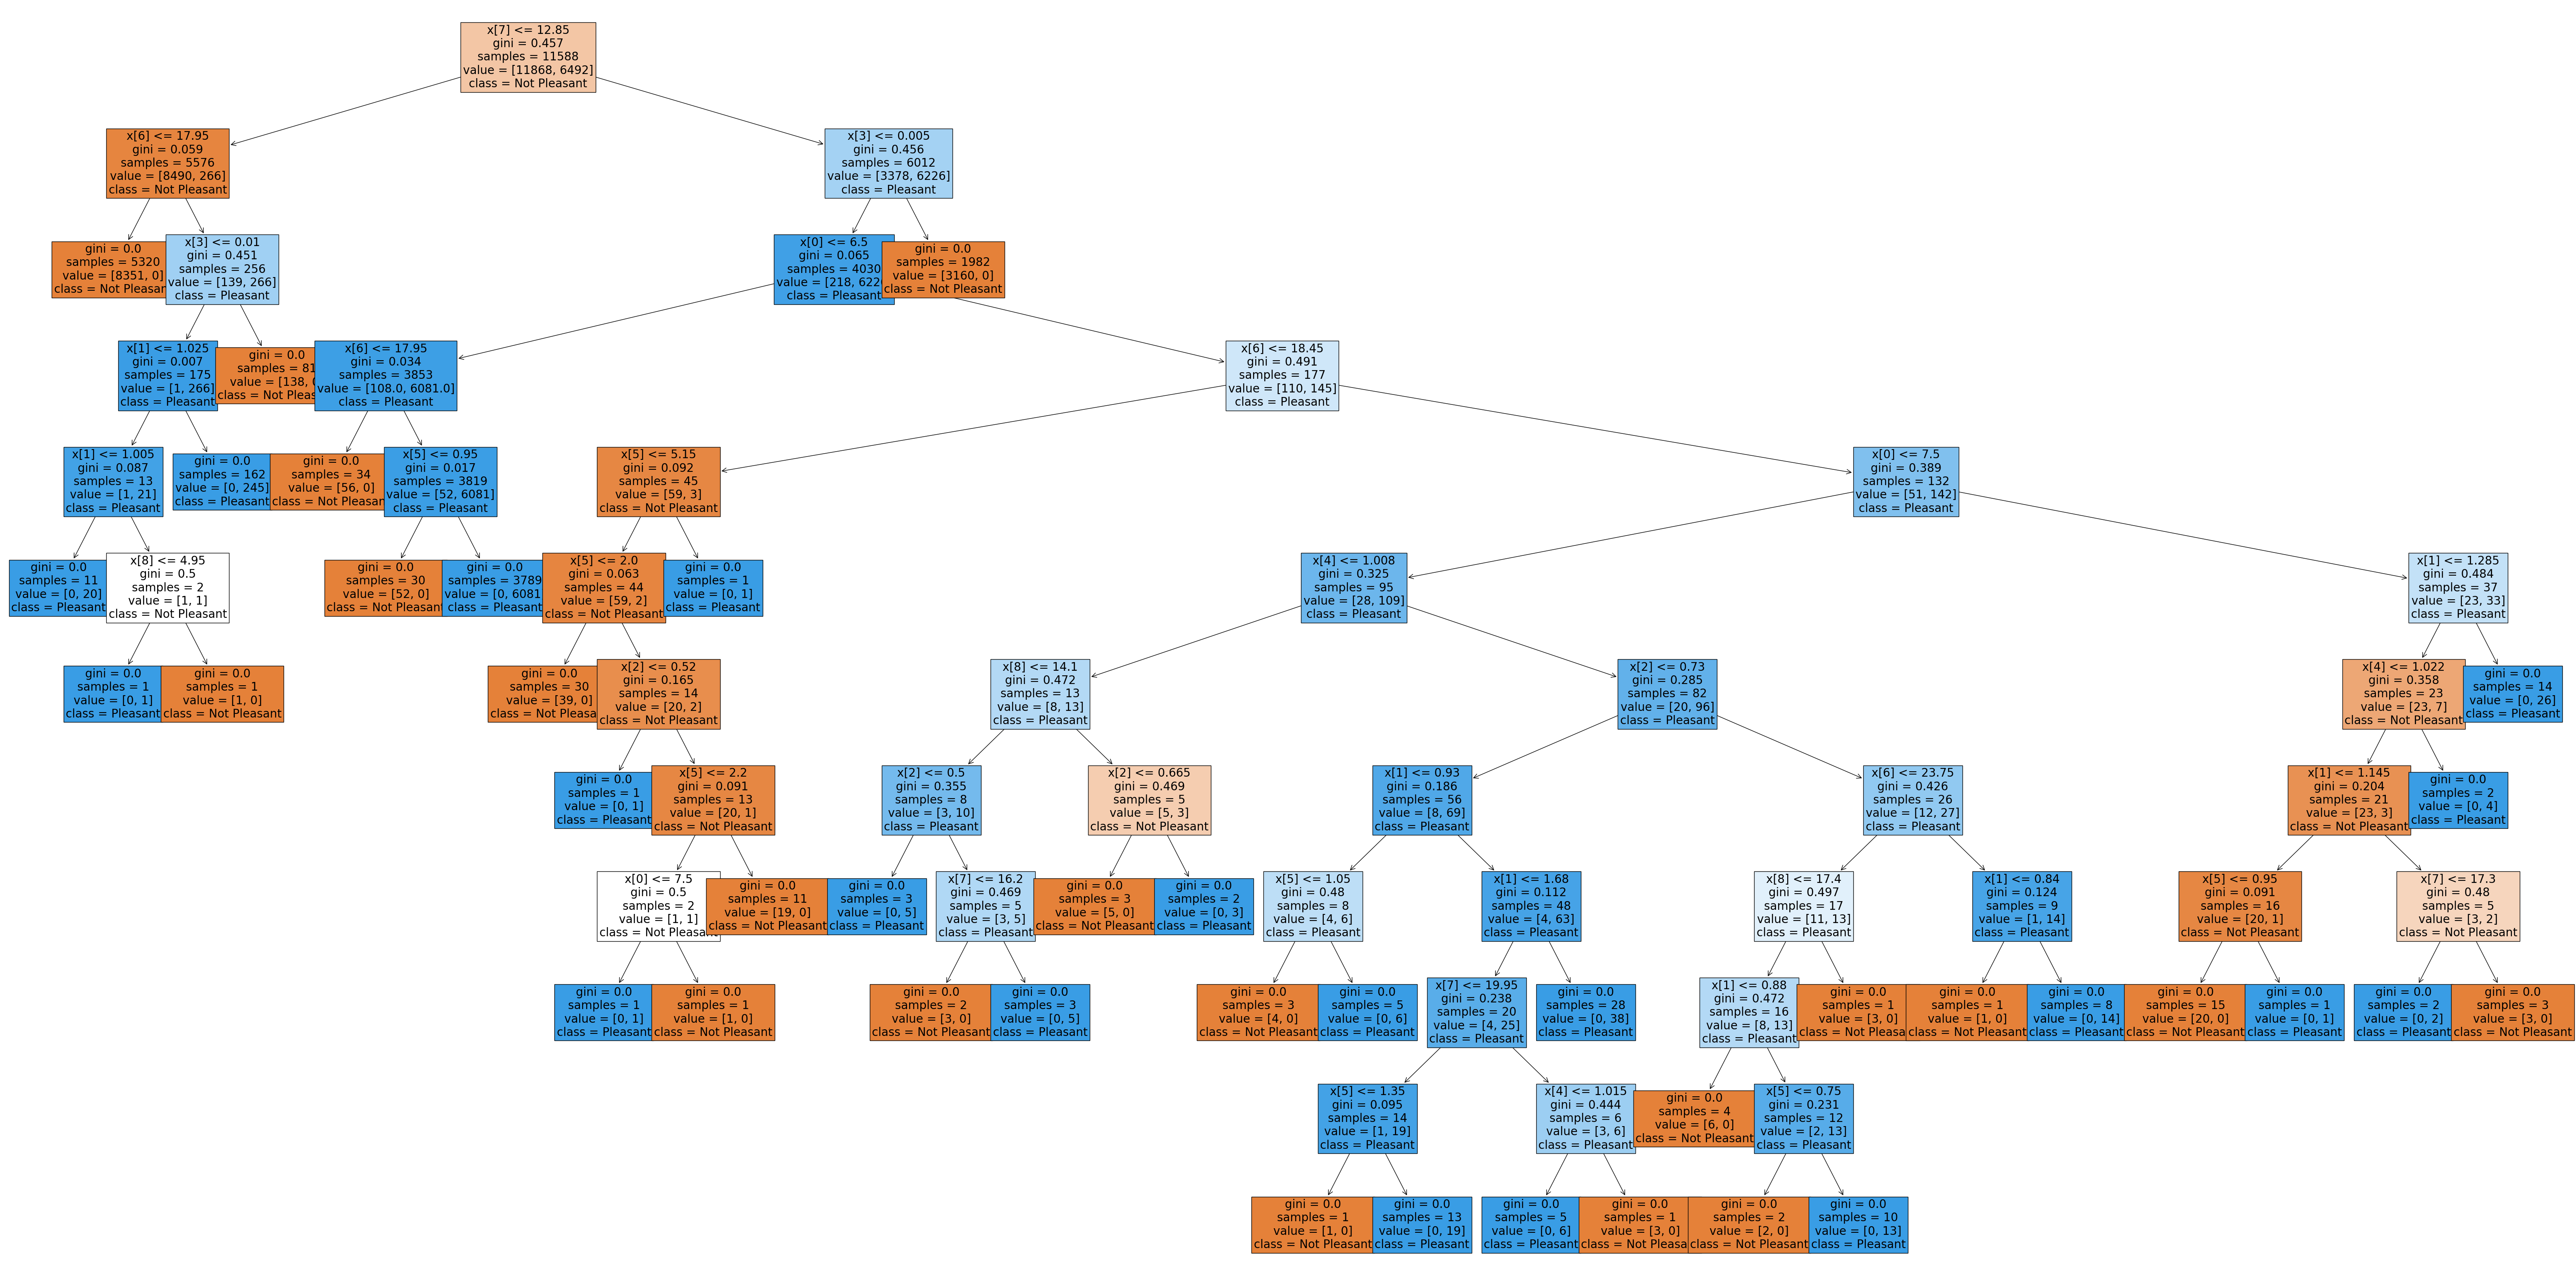 x[7] <= 12.85
gini = 0.457
samples = 11588
value = [11868, 6492]
class = Not Pleasant
x[6] <= 17.95
gini = 0.059
samples = 5576
value = [8490, 266]
class = Not Pleasant
x[3] <= 0.005
gini = 0.456
samples = 6012
value = [3378, 6226]
class = Pleasant
gini = 0.0
samples = 5320
value = [8351, 0]
class = Not
x[3] <= 0.01
gini = 0.451
samples = 256
value = [139, 266]
class = Pleasant
x[0] <= 6.5
gini = 0.065
samples = 4030
value = [218,
class = Pleasant
gini = 0.0
samples = 1982
value = [3160, 0]
class = Not Pleasant
x[1] <= 1.025
gini = 0.007
samples = 175
value = [1, 266]
class = Pleasant
gini = 0.0
samples = 81
value = [138,
class = Not
x[6] <= 17.95
gini = 0.034
samples = 3853
value = [108.0, 6081.0]
class = Pleasant
x[6] <= 18.45
gini = 0.491
samples = 177
value = [110, 145]
class = Pleasant
x[1] <= 1.005
gini = 0.087
samples = 13
value = [1, 21]
class = Pleasant
gini = 0.0
samples = 162
value = [0, 245]
class = Pleasant
gini = 0.0
samples = 34
value = [56, 0]
class = Not
x[5] <= 0.95
gini = 0.017
samples = 3819
value = [52, 6081]
class = Pleasant
x[5] <= 5.15
gini = 0.092
samples = 45
value = [59, 3]
class = Not Pleasant
x[0] <= 7.5
gini = 0.389
samples = 132
value = [51, 142]
class = Pleasant
gini = 0.0
samples = 11
value = [0, 20]
class = Pleasant
x[8] <= 4.95
gini = 0.5
samples = 2
value = [1, 1]
class = Not Pleasant
gini = 0.0
samples = 30
value = [52, 0]
class = Not
gini = 0.0
samples = 3789
value = [0, 6081
class = Pleasant
x[5] <= 2.0
gini = 0.063
samples = 44
value = [59, 2]
class = Not Pleasant
gini = 0.0
samples = 1
value = [0, 1]
class = Pleasant
x[4] <= 1.008
gini = 0.325
samples = 95
value = [28, 109]
class = Pleasant
x[1] <= 1.285
gini = 0.484
samples = 37
value = [23, 33]
class = Pleasant
gini = 0.0
samples = 1
value = [0, 1]
class = Pleasant
gini = 0.0
samples = 1
value = [1, 0]
class = Not Pleasant
gini = 0.0
samples = 30
value = [39, 0]
class = Not
x[2] <= 0.52
gini = 0.165
samples = 14
value = [20, 2]
class = Not Pleasant
x[8] <= 14.1
gini = 0.472
samples = 13
value = [8, 13]
class = Pleasant
x[2] <= 0.73
gini = 0.285
samples = 82
value = [20, 96]
class = Pleasant
x[4] <= 1.022
gini = 0.358
samples = 23
value = [23, 7]
class = Not Pleasant
gini = 0.0
samples = 14
value = [0, 26]
class = Pleasant
gini = 0.0
samples = 1
value = [0, 1]
class = Pleasant
x[5] <= 2.2
gini = 0.091
samples = 13
value = [20, 1]
class = Not Pleasant
x[2] <= 0.5
gini = 0.355
samples = 8
value = [3, 10]
class = Pleasant
x[2] <= 0.665
gini = 0.469
samples = 5
value = [5, 3]
class = Not Pleasant
x[1] <= 0.93
gini = 0.186
samples = 56
value = [8, 69]
class = Pleasant
x[6] <= 23.75
gini = 0.426
samples = 26
value = [12, 27]
class = Pleasant
x[1] <= 1.145
gini = 0.204
samples = 21
value = [23, 3]
class = Not Pleasant
gini = 0.0
samples = 2
value = [0, 4]
class = Pleasant
x[0] <= 7.5
gini = 0.5
samples = 2
value = [1, 1]
class = Not Pleasant
gini = 0.0
samples = 11
value = [19, 0]
class = Not Pleasant
gini = 0.0
samples = 3
value = [0, 5]
class = Pleasant
x[7] <= 16.2
gini = 0.469
samples = 5
value = [3, 5]
class = Pleasant
gini = 0.0
samples = 3
value = [5, 0]
class = Not Pleasant
gini = 0.0
samples = 2
value = [0, 3]
class = Pleasant
x[5] <= 1.05
gini = 0.48
samples = 8
value = [4, 6]
class = Pleasant
x[1] <= 1.68
gini = 0.112
samples = 48
value = [4, 63]
class = Pleasant
x[8] <= 17.4
gini = 0.497
samples = 17
value = [11, 13]
class = Pleasant
x[1] <= 0.84
gini = 0.124
samples = 9
value = [1, 14]
class = Pleasant
x[5] <= 0.95
gini = 0.091
samples = 16
value = [20, 1]
class = Not Pleasant
x[7] <= 17.3
gini = 0.48
samples = 5
value = [3, 2]
class = Not Pleasant
gini = 0.0
samples = 1
value = [0, 1]
class = Pleasant
gini = 0.0
samples = 1
value = [1, 0]
class = Not Pleasant
gini = 0.0
samples = 2
value = [3, 0]
class = Not Pleasant
gini = 0.0
samples = 3
value = [0, 5]
class = Pleasant
gini = 0.0
samples = 3
value = [4, 0]
class = Not Pleasant
gini = 0.0
samples = 5
value = [0, 6]
class = Pleasant
x[7] <= 19.95
gini = 0.238
samples = 20
value = [4, 25]
class = Pleasant
gini = 0.0
samples = 28
value = [0, 38]
class = Pleasant
x[1] <= 0.88
gini = 0.472
samples = 16
value = [8, 13]
class = Pleasant
gini = 0.0
samples = 1
value = [3, 0]
class = Not
gini = 0.0
samples = 1
value = [1, 0]
class = Not Pleasant
gini = 0.0
samples = 8
value = [0, 14]
class = Pleasant
gini = 0.0
samples = 15
value = [20, 0]
class = Not Pleasant
gini = 0.0
samples = 1
value = [0, 1]
class = Pleasant
gini = 0.0
samples = 2
value = [0, 2]
class = Pleasant
gini = 0.0
samples = 3
value = [3, 0]
class = Not Pleasant
x[5] <= 1.35
gini = 0.095
samples = 14
value = [1, 19]
class = Pleasant
x[4] <= 1.015
gini = 0.444
samples = 6
value = [3, 6]
class = Pleasant
gini = 0.0
samples = 4
value = [6, 0]
class = Not Pleasant
x[5] <= 0.75
gini = 0.231
samples = 12
value = [2, 13]
class = Pleasant
gini = 0.0
samples = 1
value = [1, 0]
class = Not Pleasant
gini = 0.0
samples = 13
value = [0, 19]
class = Pleasant
gini = 0.0
samples = 5
value = [0, 6]
class = Pleasant
gini = 0.0
samples = 1
value = [3, 0]
class = Not
gini = 0.0
samples = 2
value = [2, 0]
class = Not Pleasant
gini = 0.0
samples = 10
value = [0, 13]
class = Pleasant